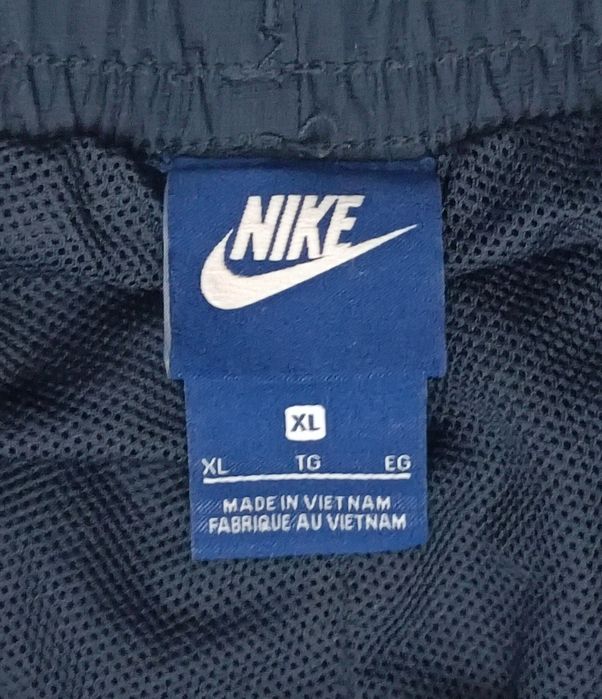 NIKE
XL
XL TG EG
MADE IN VIETNAM
FABRIQUE AU VIETNAM